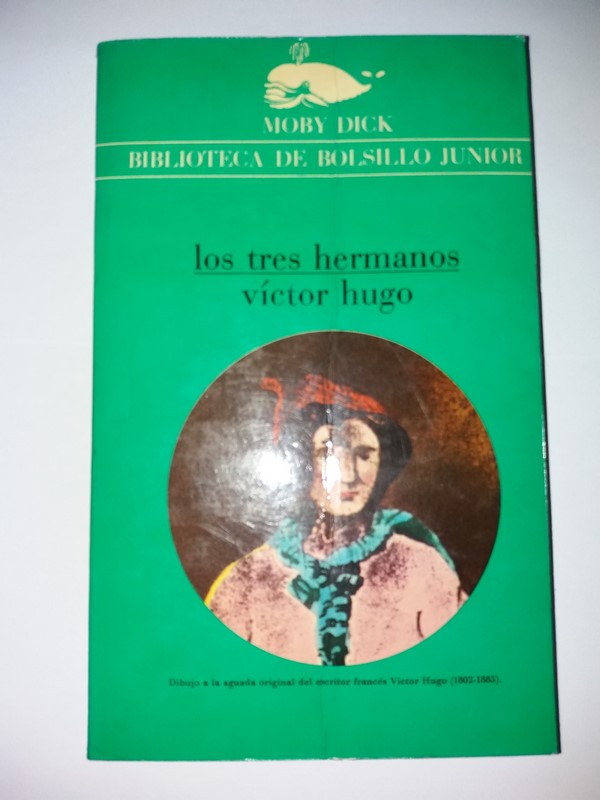 MOBY DICK
BIBLIOTECA DE BOLSILLO JUNIOR
los tres hermanos
víctor hugo
Dibujo a la aguada original del escritor francés Víctor Hugo (1802-1885).